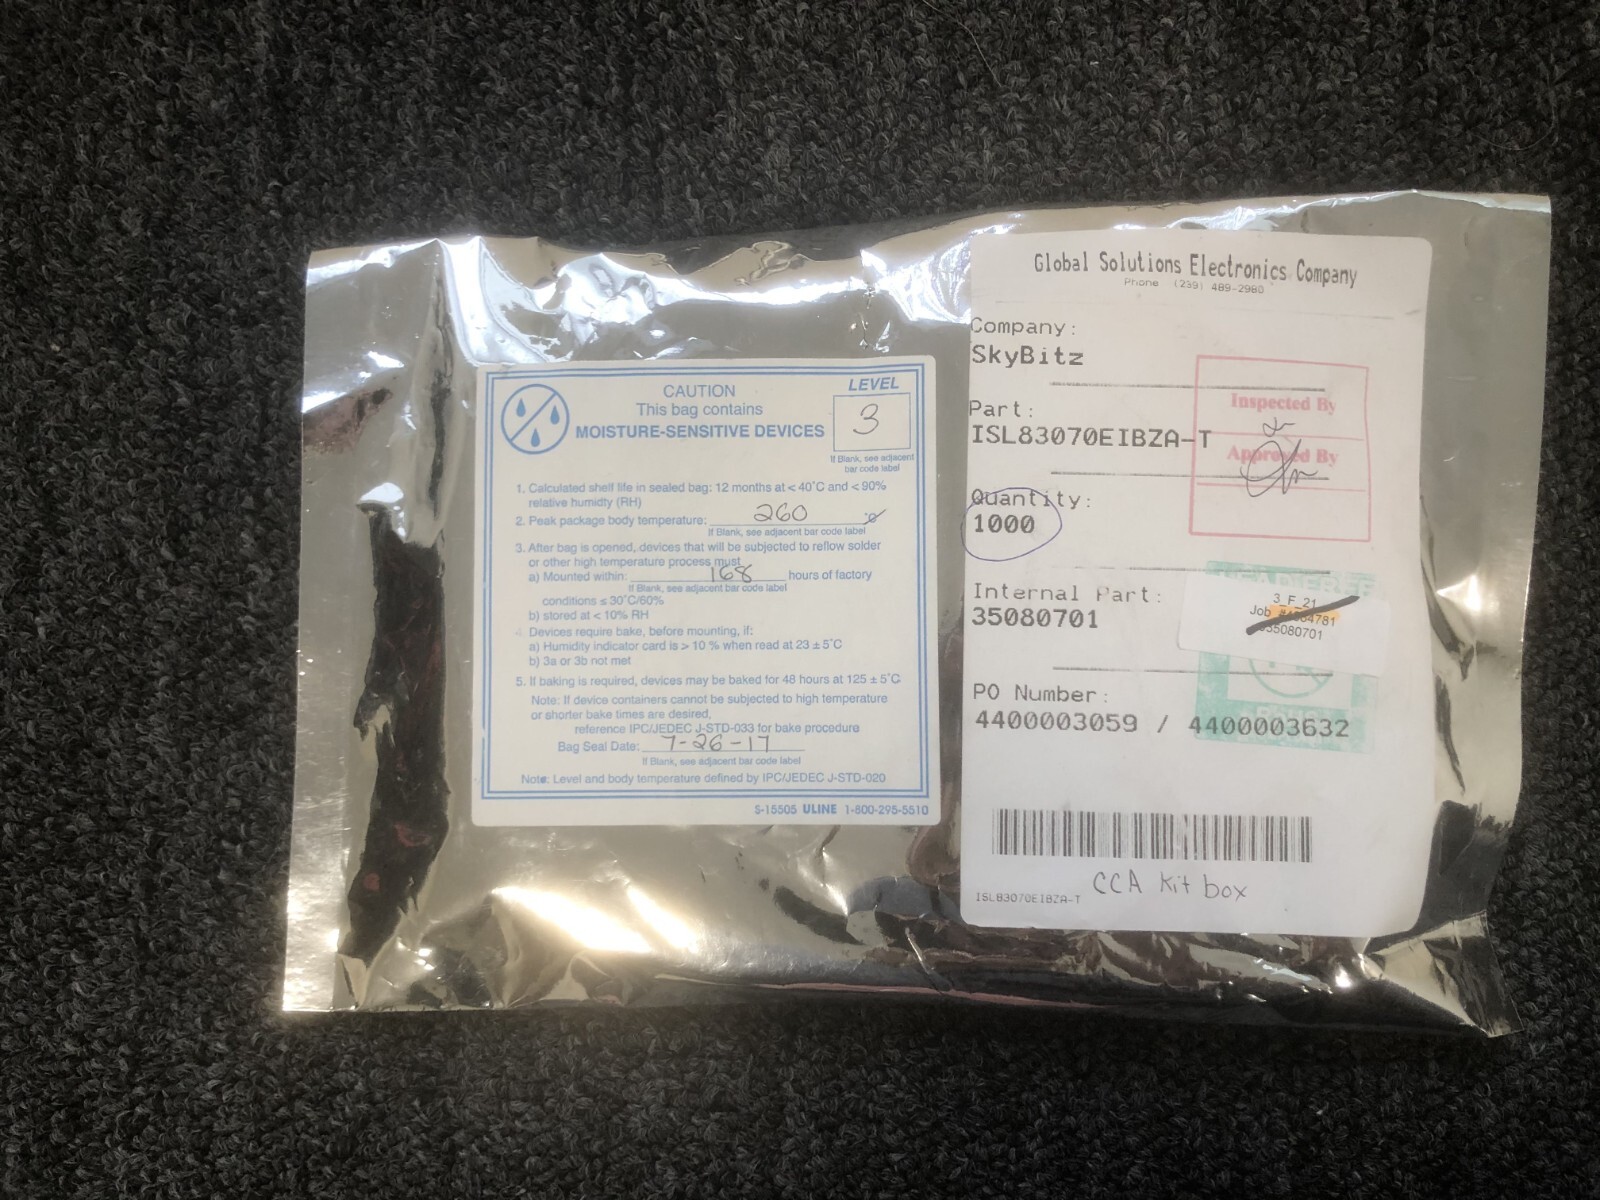 CAUTION
This bag contains
MOISTURE-SENSITIVE DEVICES
LEVEL
3
If Blank, see adjacent
bar code label
1. Calculated shelf life in sealed bag: 12 months at < 40°C and < 90%
relative humidty (RH)
2. Peak package body temperature: 260 °C
If Blank, see adjacent bar code label
3. After bag is opened, devices that will be subjected to reflow solder
or other high temperature process must
a) Mounted within: 168 hours of factory
If Blank, see adjacent bar code label
conditions ≤ 30°C/60%
b) stored at < 10% RH
4. Devices require bake, before mounting, if:
a) Humidity indicator card is > 10 % when read at 23 ± 5°C
b) 3a or 3b not met
5. If baking is required, devices may be baked for 48 hours at 125 ± 5°C
Note: If device containers cannot be subjected to high temperature
or shorter bake times are desired,
reference IPC/JEDEC J-STD-033 for bake procedure
Bag Seal Date: 7-26-17
If Blank, see adjacent bar code label
Note: Level and body temperature defined by IPC/JEDEC J-STD-020
S-15505 ULINE 1-800-295-5510
Global Solutions Electronics Company
Phone (239) 489-2980
Company:
SkyBitz
Part:
ISL83070EIBZA-T
Inspected By
Approved By
Quantity:
1000
Internal Part:
35080701
3_F_21
Job
35080701
PO Number:
4400003059 / 4400003632
CCA Kit box
ISL83070EIBZA-T